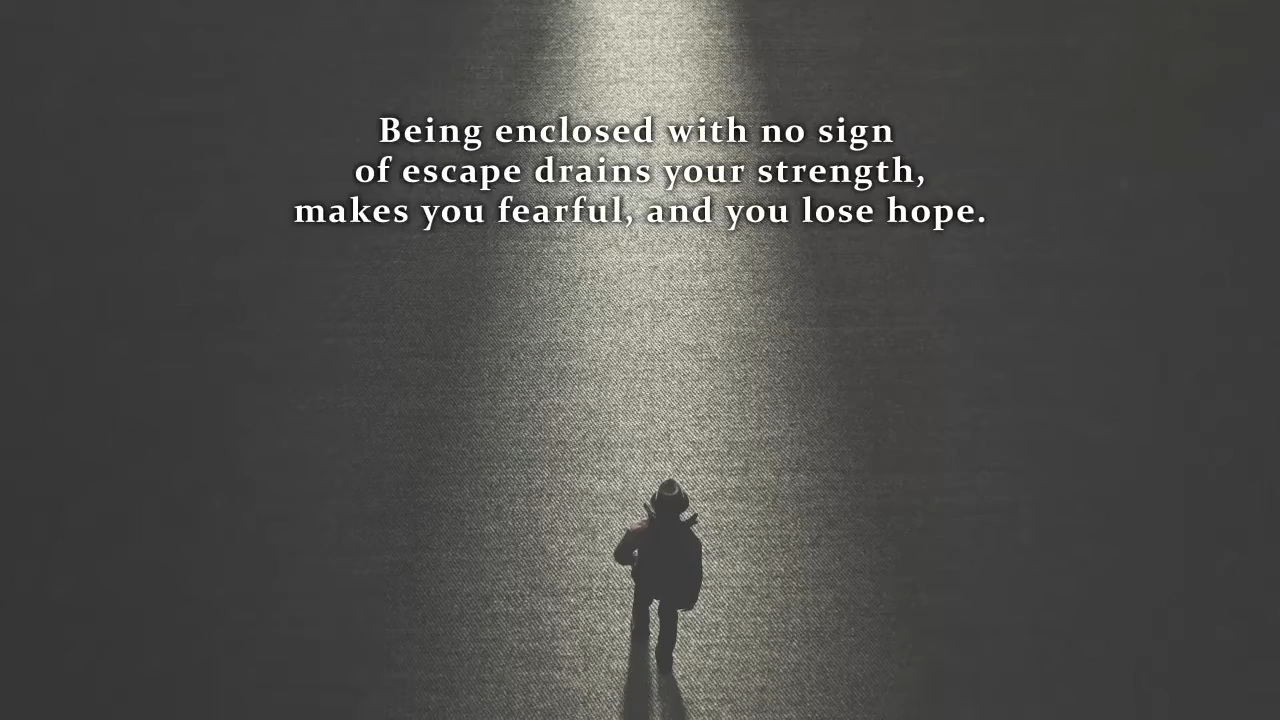 Being enclosed with no sign
of escape drains your strength,
makes you fearful, and you lose hope.